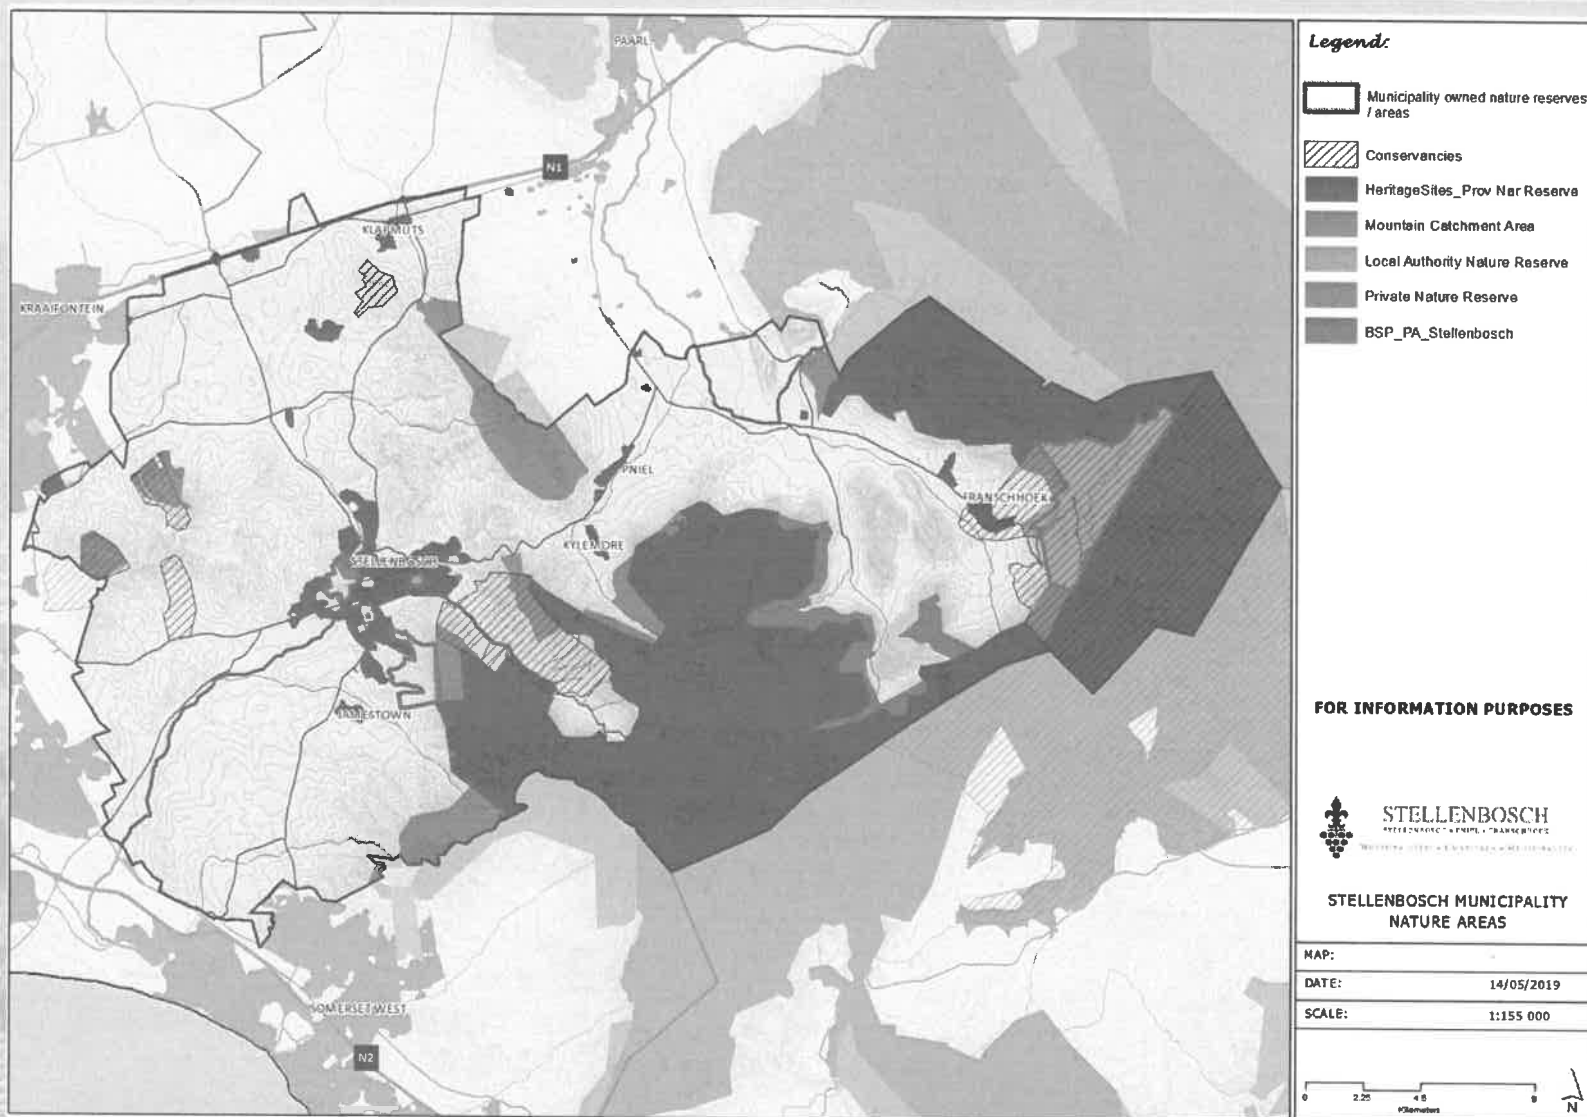 PAARL
N1
KLAPMUTS
KRAAIFONTEIN
PNIEL
FRANSCHHOEK
STELLENBOSCH
KYLEMORE
JAMESTOWN
SOMERSET WEST
N2
Legend:
Municipality owned nature reserves
/ areas
Conservancies
HeritageSites_Prov Nar Reserve
Mountain Catchment Area
Local Authority Nature Reserve
Private Nature Reserve
BSP_PA_Stellenbosch
FOR INFORMATION PURPOSES
STELLENBOSCH
STELLENBOSCH • PNIEL • FRANSCHHOEK
STELLENBOSCH MUNICIPALITY
NATURE AREAS
MAP: -
DATE: 14/05/2019
SCALE: 1:155 000
0 2.25 4.5 9
Kilometers
N